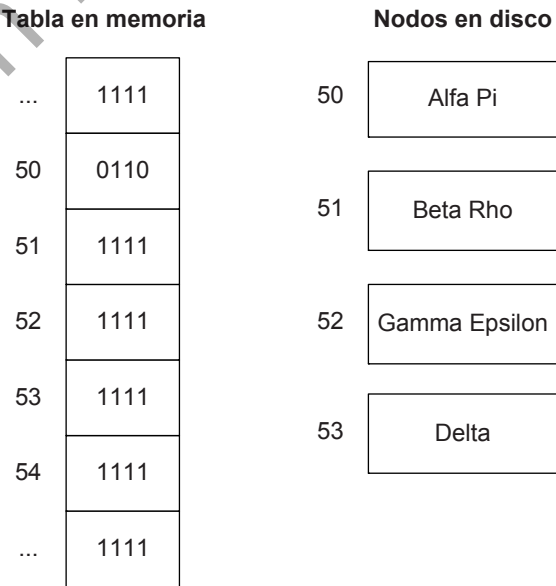 Tabla en memoria
Nodos en disco
... 1111
50 0110
51 1111
52 1111
53 1111
54 1111
... 1111
50 Alfa Pi
51 Beta Rho
52 Gamma Epsilon
53 Delta